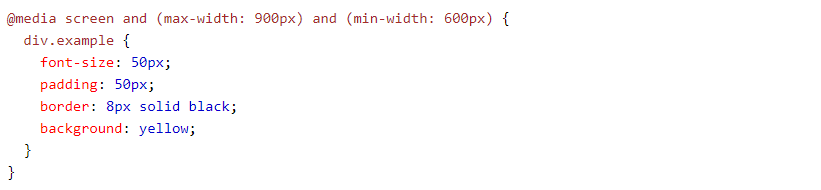 @media screen and (max-width: 900px) and (min-width: 600px) {
  div.example {
    font-size: 50px;
    padding: 50px;
    border: 8px solid black;
    background: yellow;
  }
}